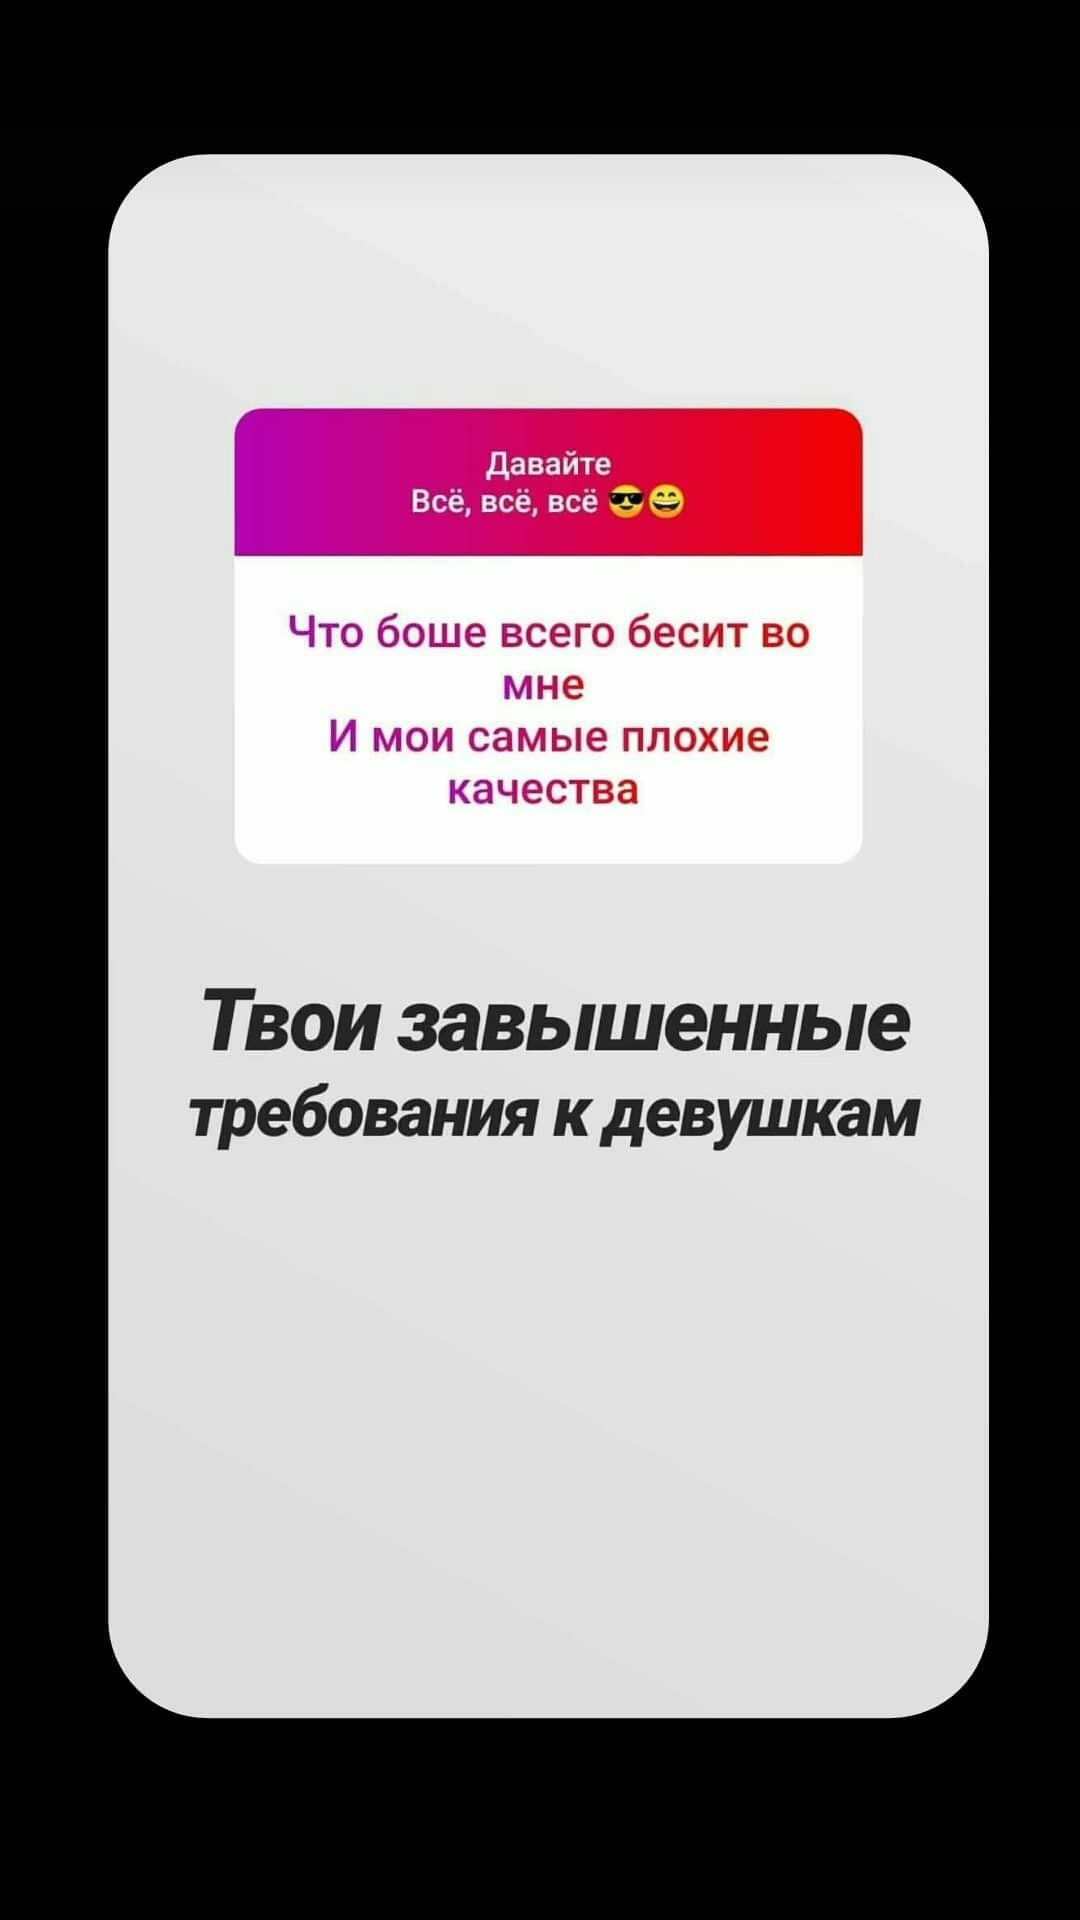 Давайте
Всё, всё, всё 😎😄
Что боше всего бесит во
мне
И мои самые плохие
качества
Твои завышенные
требования к девушкам